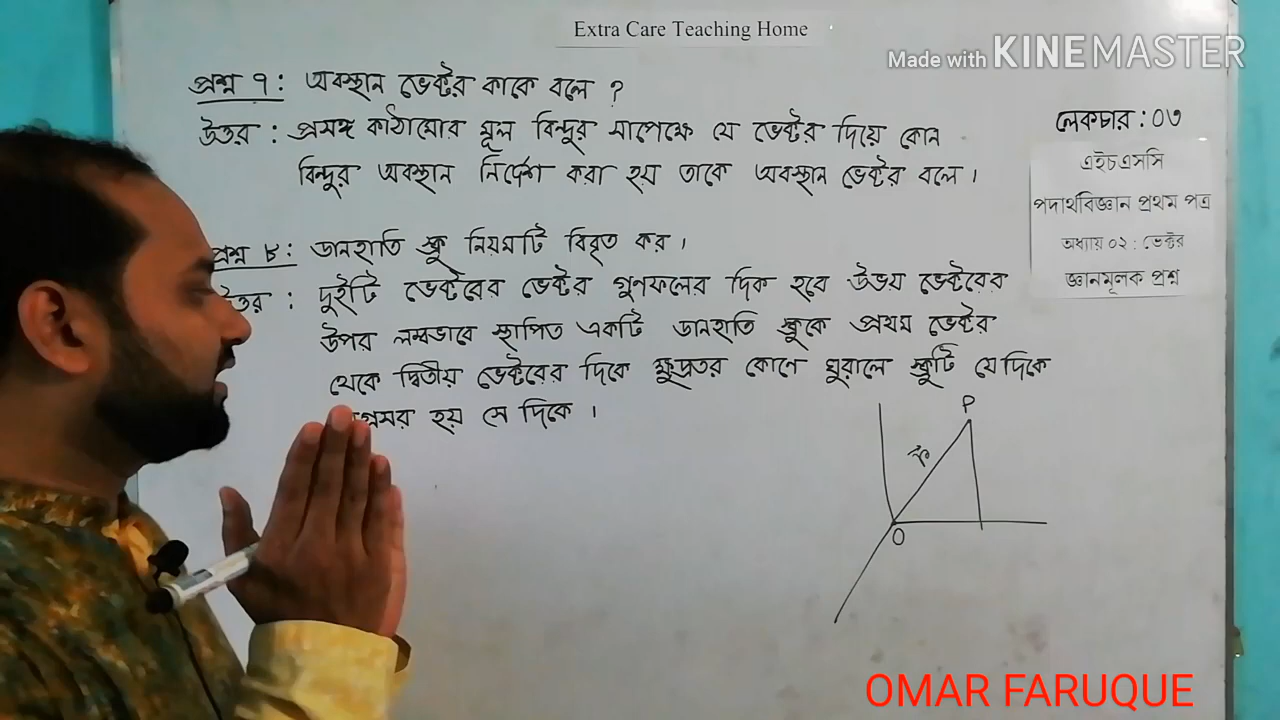 Extra Care Teaching Home
Made with KINEMASTER
প্রশ্ন ৭ : অবস্থান ভেক্টর কাকে বলে ?
উত্তর : প্রসঙ্গ কাঠামোর মূল বিন্দুর সাপেক্ষে যে ভেক্টর দিয়ে কোন
বিন্দুর অবস্থান নির্দেশ করা হয় তাকে অবস্থান ভেক্টর বলে ।
প্রশ্ন ৮ : ডানহাতি স্ক্রু নিয়মটি বিবৃত কর ।
উত্তর : দুইটি ভেক্টরের ভেক্টর গুণফলের দিক হবে উভয় ভেক্টরের
উপর লম্বভাবে স্থাপিত একটি ডানহাতি স্ক্রুকে প্রথম ভেক্টর
থেকে দ্বিতীয় ভেক্টরের দিকে ক্ষুদ্রতর কোণে ঘুরালে স্ক্রুটি যে দিকে
অগ্রসর হয় সে দিকে ।
লেকচার : ০৩
এইচএসসি
পদার্থবিজ্ঞান প্রথম পত্র
অধ্যায় ০২ : ভেক্টর
জ্ঞানমূলক প্রশ্ন
P
O
OMAR FARUQUE